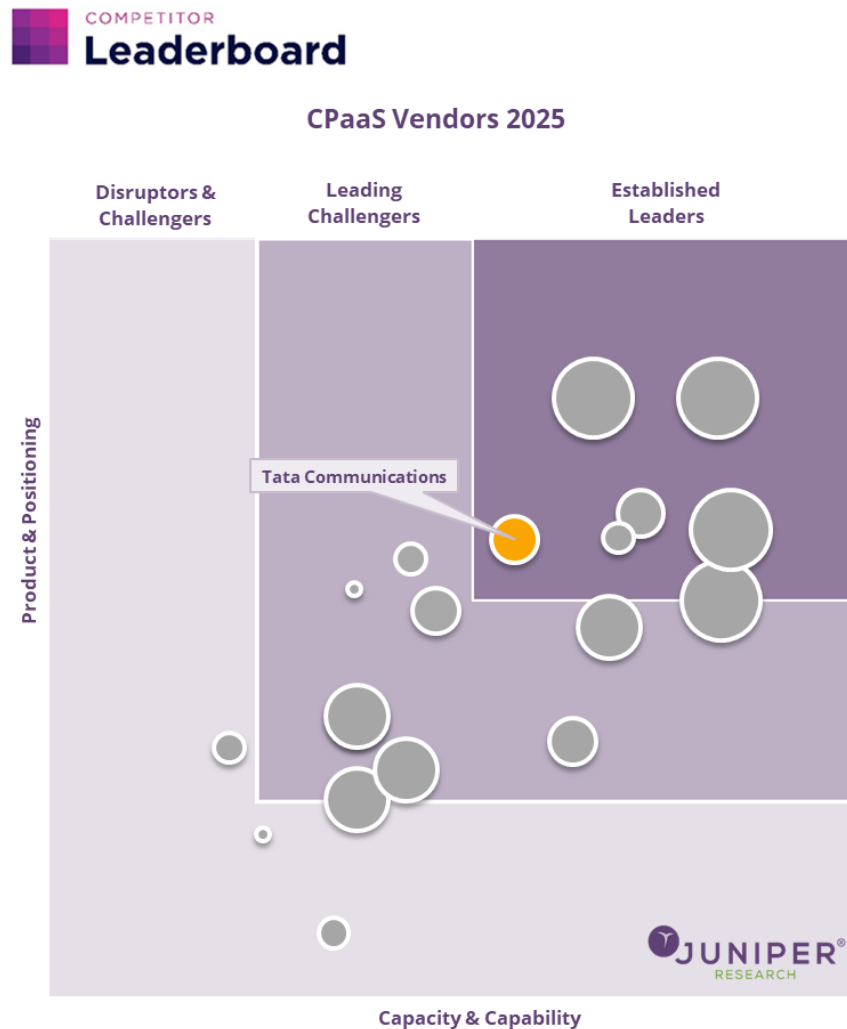 COMPETITOR
Leaderboard
CPaaS Vendors 2025
Disruptors &
Challengers
Leading
Challengers
Established
Leaders
Product & Positioning
Tata Communications
JUNIPER®
RESEARCH
Capacity & Capability